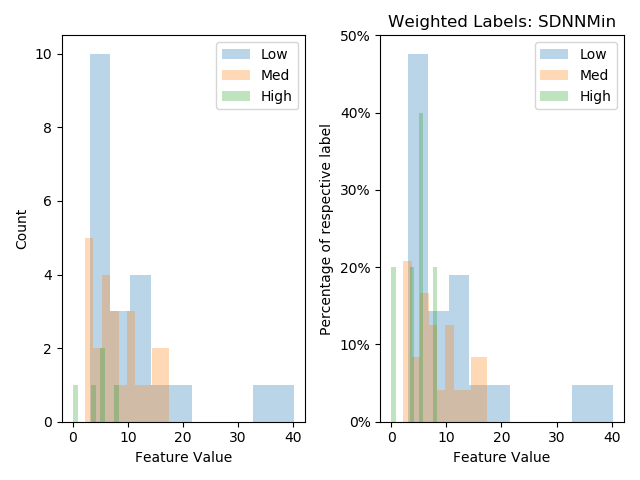 Weighted Labels: SDNNMin
Count
10
8
6
4
2
0
0 10 20 30 40
Feature Value
Low
Med
High
Percentage of respective label
50%
40%
30%
20%
10%
0%
0 10 20 30 40
Feature Value
Low
Med
High